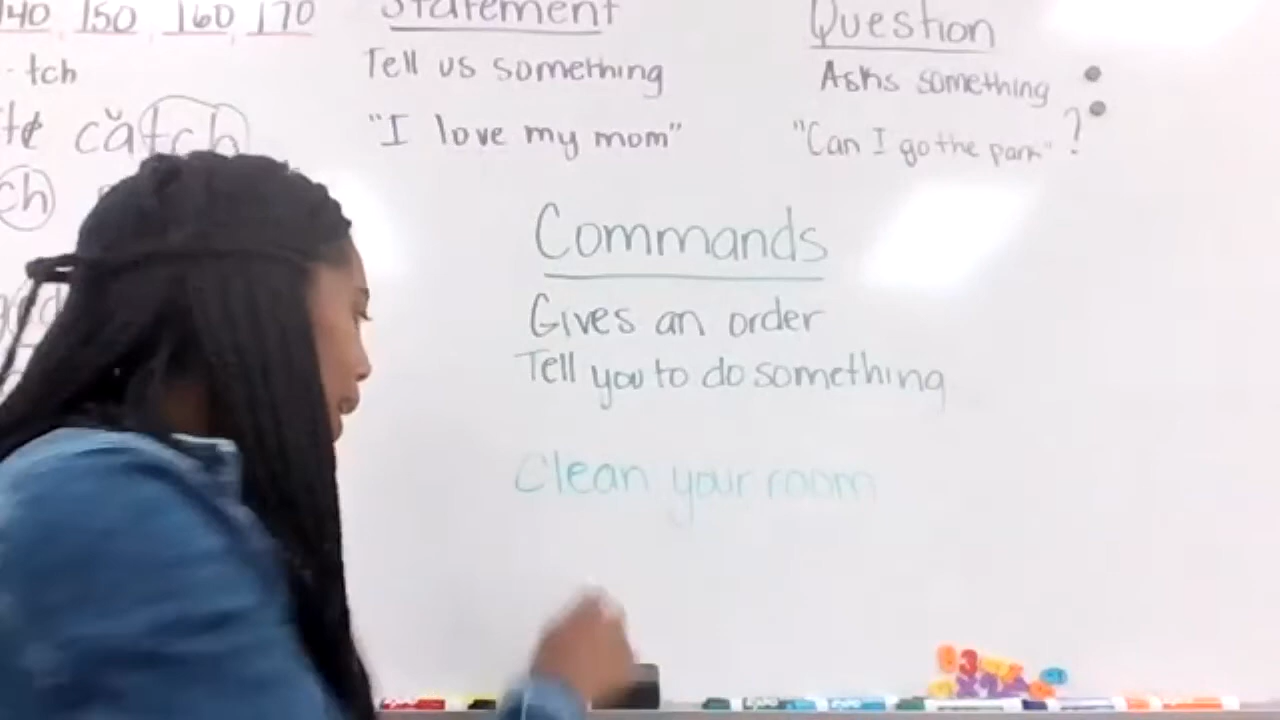 140 150 160 170
- tch
cătch
ch
Statement
Tell us something
"I love my mom"
Question
Asks something
"Can I go the park" ?
Commands
Gives an order
Tell you to do something
Clean your room